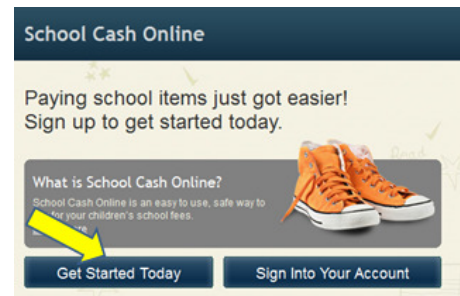 School Cash Online
Paying school items just got easier!
Sign up to get started today.
What is School Cash Online?
School Cash Online is an easy to use, safe way to
for your children's school fees.
Get Started Today
Sign Into Your Account